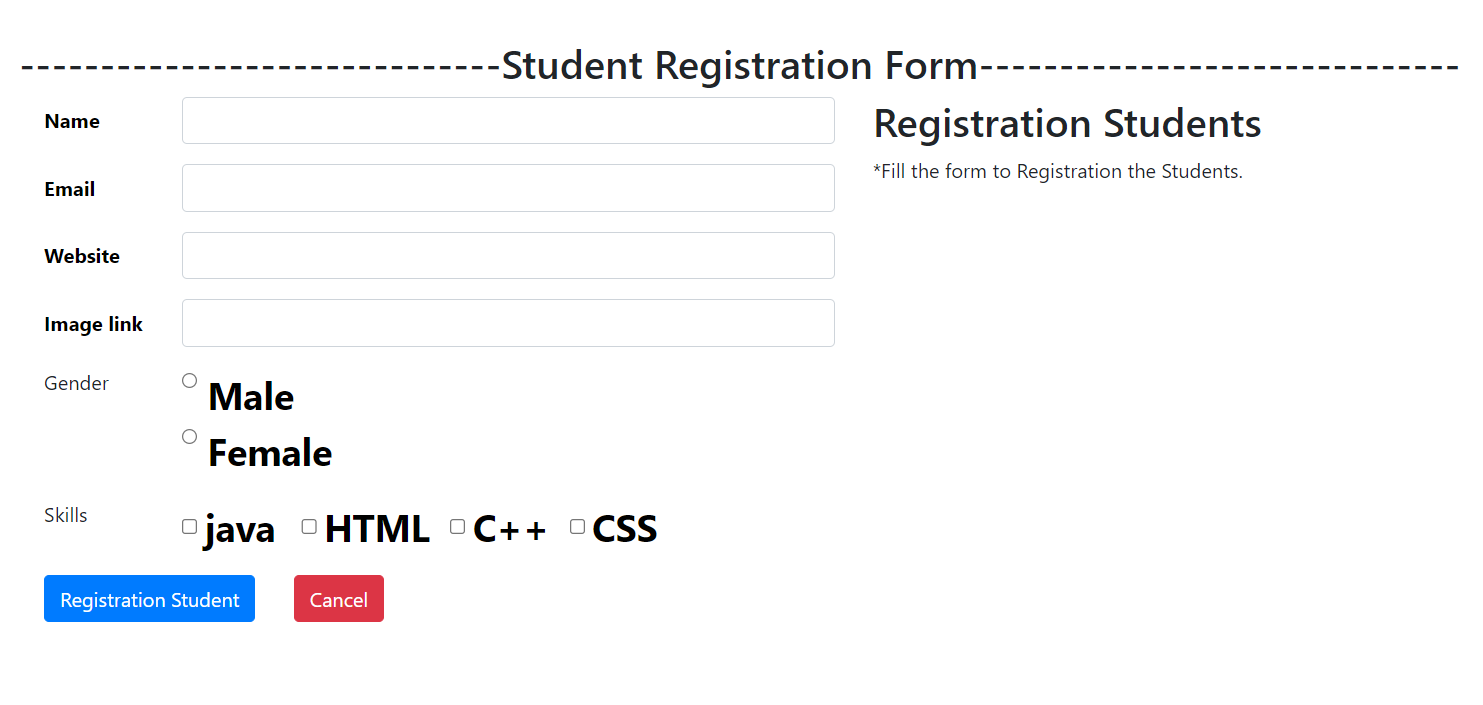 ------------------------------Student Registration Form------------------------------
Name
Email
Website
Image link
Gender
Male
Female
Skills
java HTML C++ CSS
Registration Student Cancel
Registration Students
*Fill the form to Registration the Students.